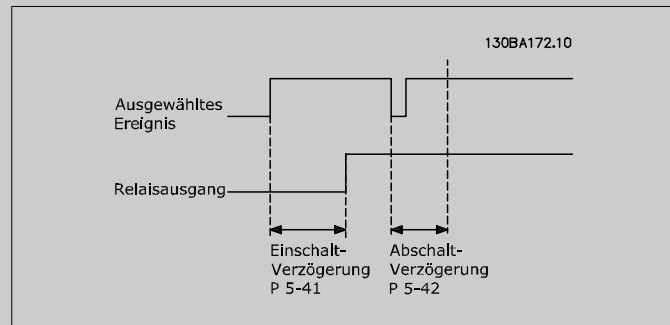 130BA172.10
Ausgewähltes
Ereignis
Relaisausgang
Einschalt-
Verzögerung
P 5-41
Abschalt-
Verzögerung
P 5-42